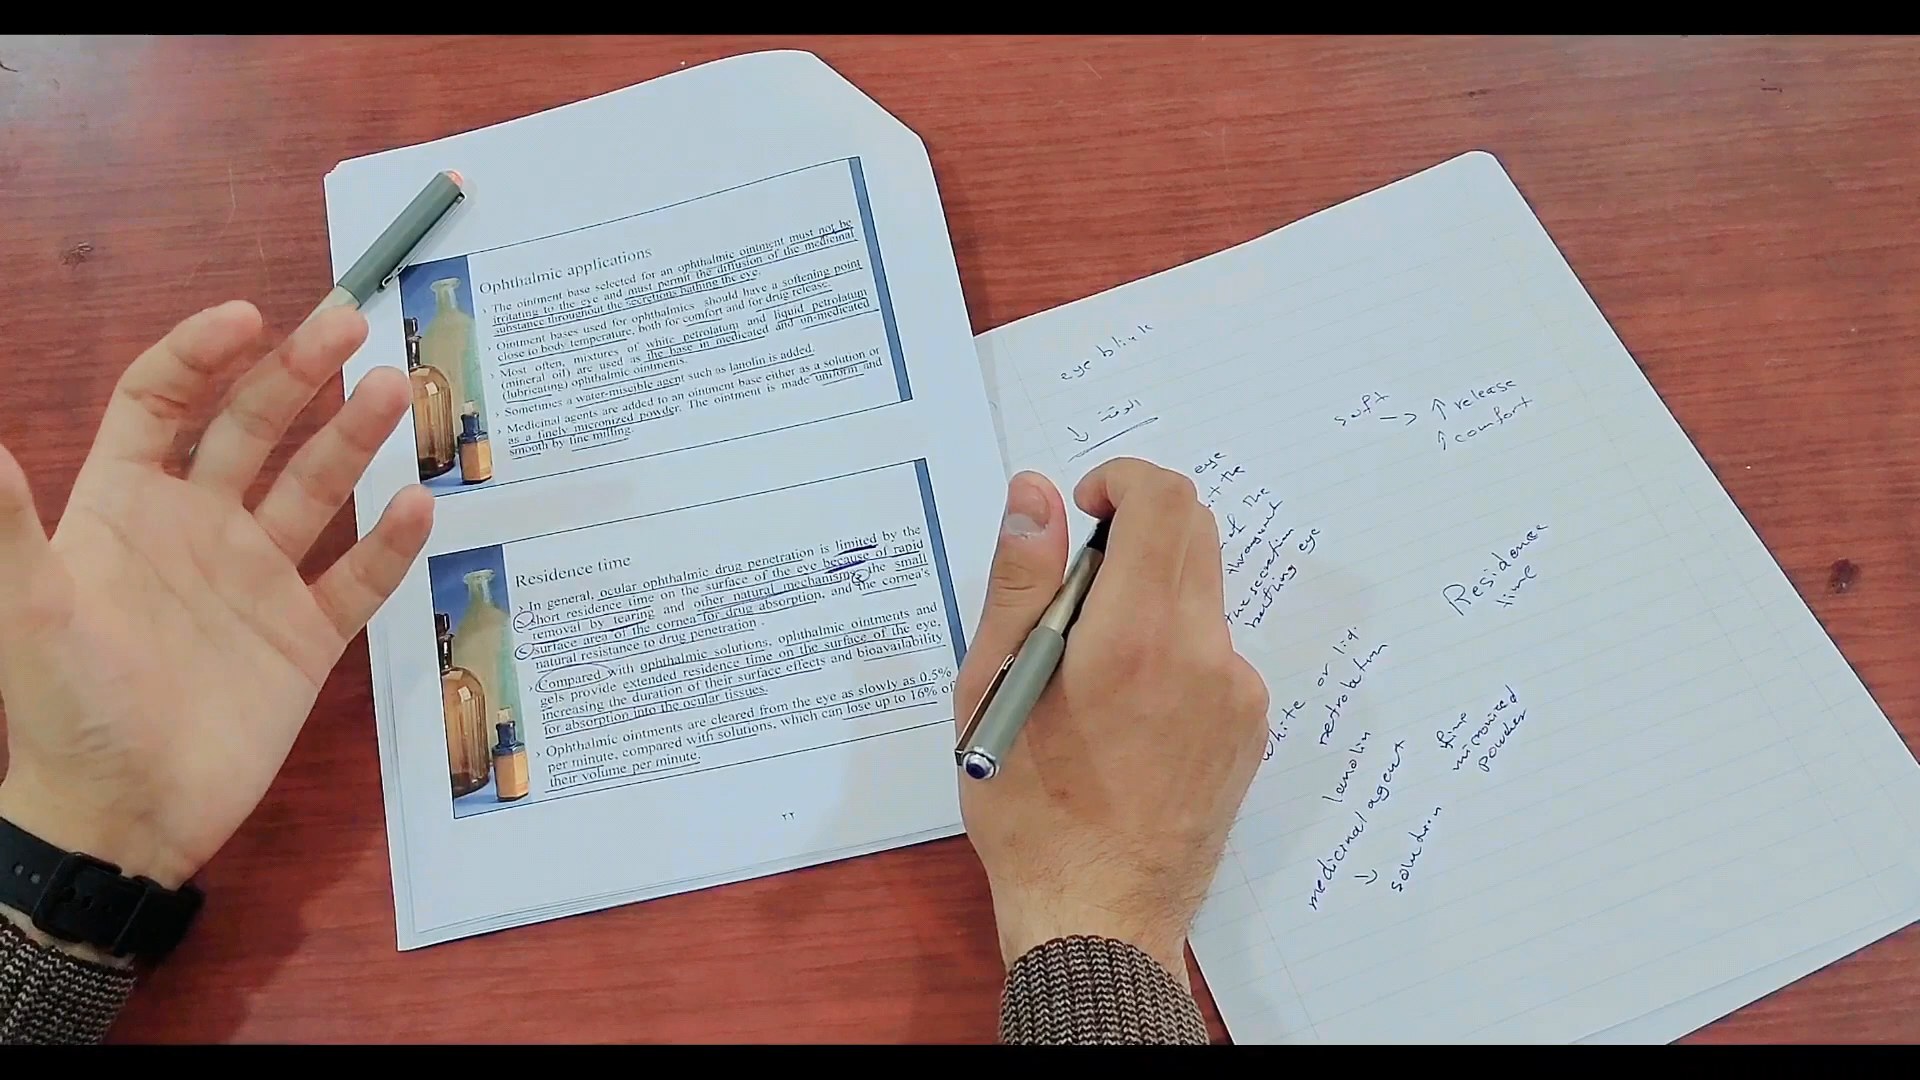 Ophthalmic applications
› The ointment base selected for an ophthalmic ointment must not be
irritating to the eye and must permit the diffusion of the medicinal
substance throughout the secretions bathing the eye.
› Ointment bases used for ophthalmics should have a softening point
close to body temperature, both for comfort and for drug release.
› Most often, mixtures of white petrolatum and liquid petrolatum
(mineral oil) are used as the base in medicated and un-medicated
(lubricating) ophthalmic ointments.
› Sometimes a water-miscible agent such as lanolin is added.
› Medicinal agents are added to an ointment base either as a solution or
as a finely micronized powder. The ointment is made uniform and
smooth by fine milling.
Residence time
› In general, ocular ophthalmic drug penetration is limited by the
short residence time on the surface of the eye because of rapid
removal by tearing and other natural mechanisms, the small
surface area of the cornea for drug absorption, and the cornea's
natural resistance to drug penetration.
› Compared with ophthalmic solutions, ophthalmic ointments and
gels provide extended residence time on the surface of the eye,
increasing the duration of their surface effects and bioavailability
for absorption into the ocular tissues.
› Ophthalmic ointments are cleared from the eye as slowly as 0.5%
per minute, compared with solutions, which can lose up to 16% of
their volume per minute.
٢٢
eye blink
↓ الوقت
soft → ↑ release
↑ comfort
eye
the
of the
througout
the secretion
bathing eye
Residence
time
white or liq.
petrolatum
lanolin
medicinal agent
↓
solution
fine
micronized
powder